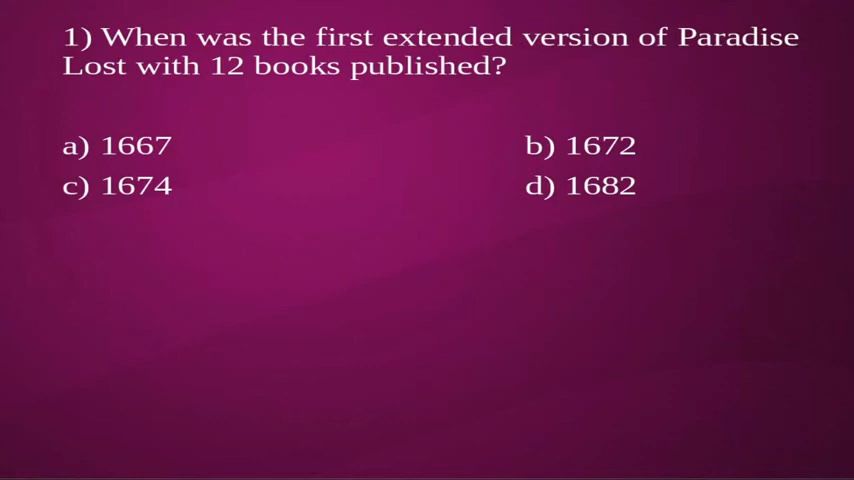 1) When was the first extended version of Paradise
Lost with 12 books published?
a) 1667 b) 1672
c) 1674 d) 1682